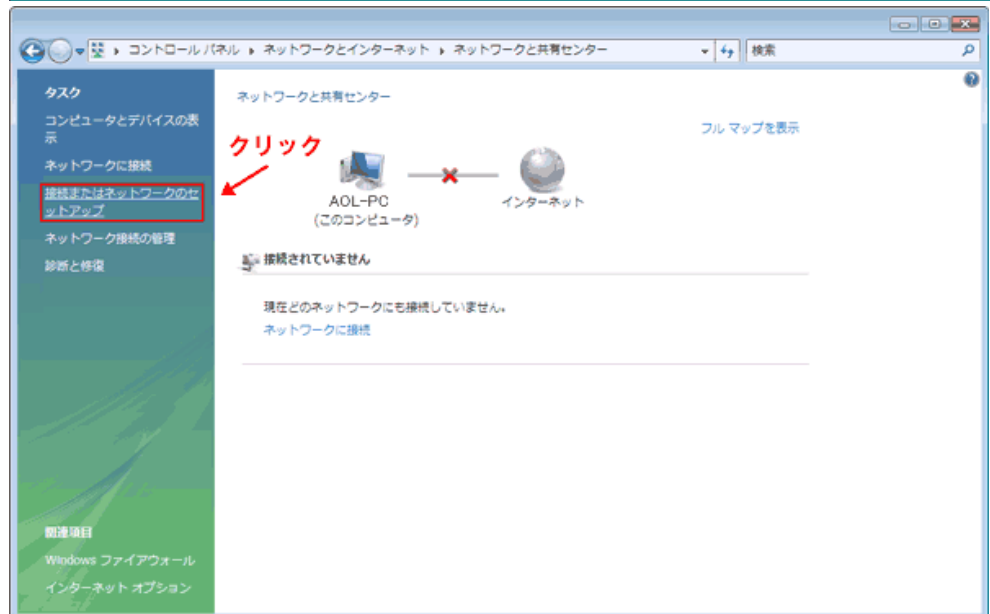 コントロール パネル ▸ ネットワークとインターネット ▸ ネットワークと共有センター
検索
タスク
コンピュータとデバイスの表
示
ネットワークに接続
接続またはネットワークのセ
ットアップ
ネットワーク接続の管理
診断と修復
ネットワークと共有センター
フル マップを表示
クリック
AOL-PC
(このコンピュータ)
インターネット
接続されていません
現在どのネットワークにも接続していません。
ネットワークに接続
関連項目
Windows ファイアウォール
インターネット オプション